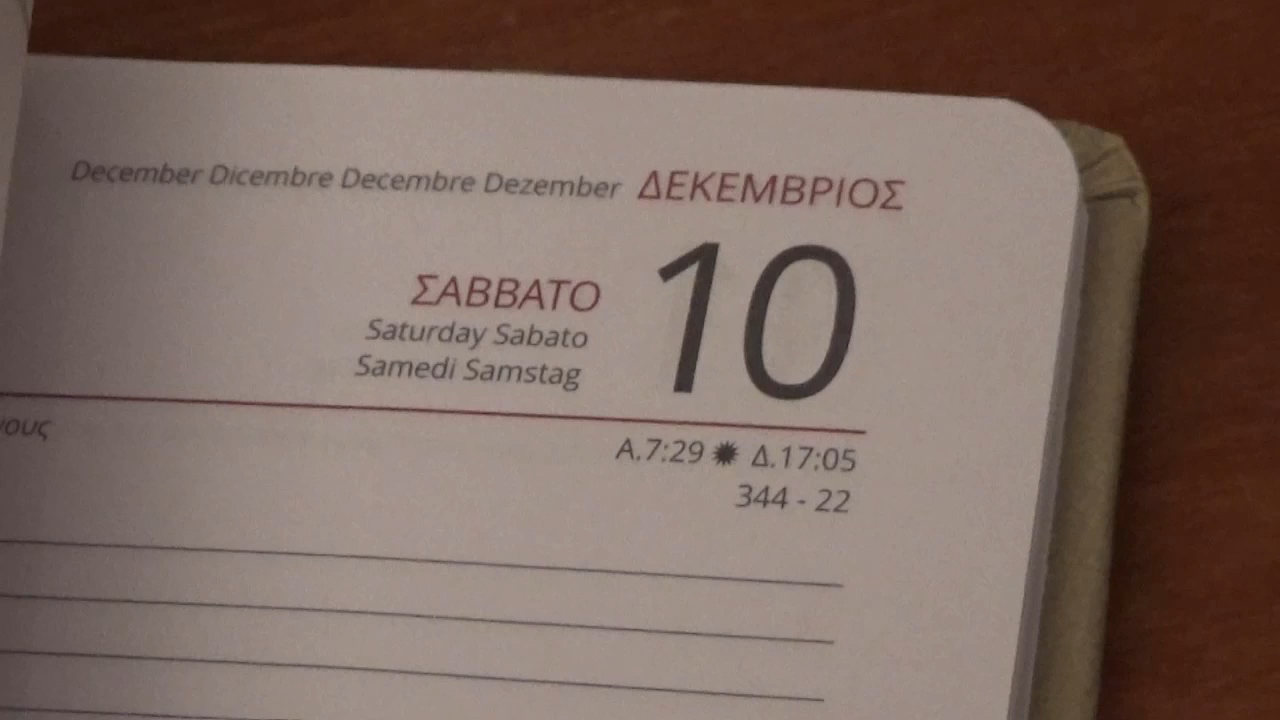 December Dicembre Decembre Dezember ΔΕΚΕΜΒΡΙΟΣ
10
ΣΑΒΒΑΤΟ
Saturday Sabato
Samedi Samstag
Α.7:29 ✹ Δ.17:05
344 - 22